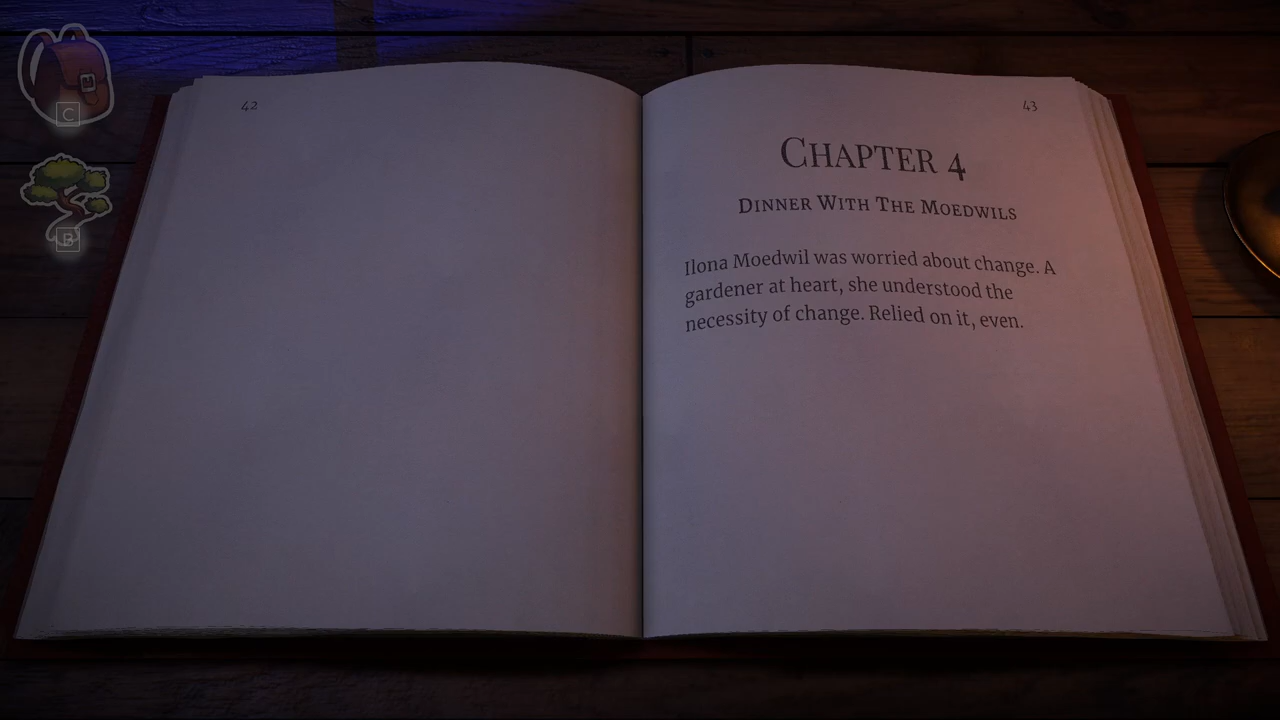 C
B
42
43
Chapter 4
Dinner With The Moedwils
Ilona Moedwil was worried about change. A
gardener at heart, she understood the
necessity of change. Relied on it, even.